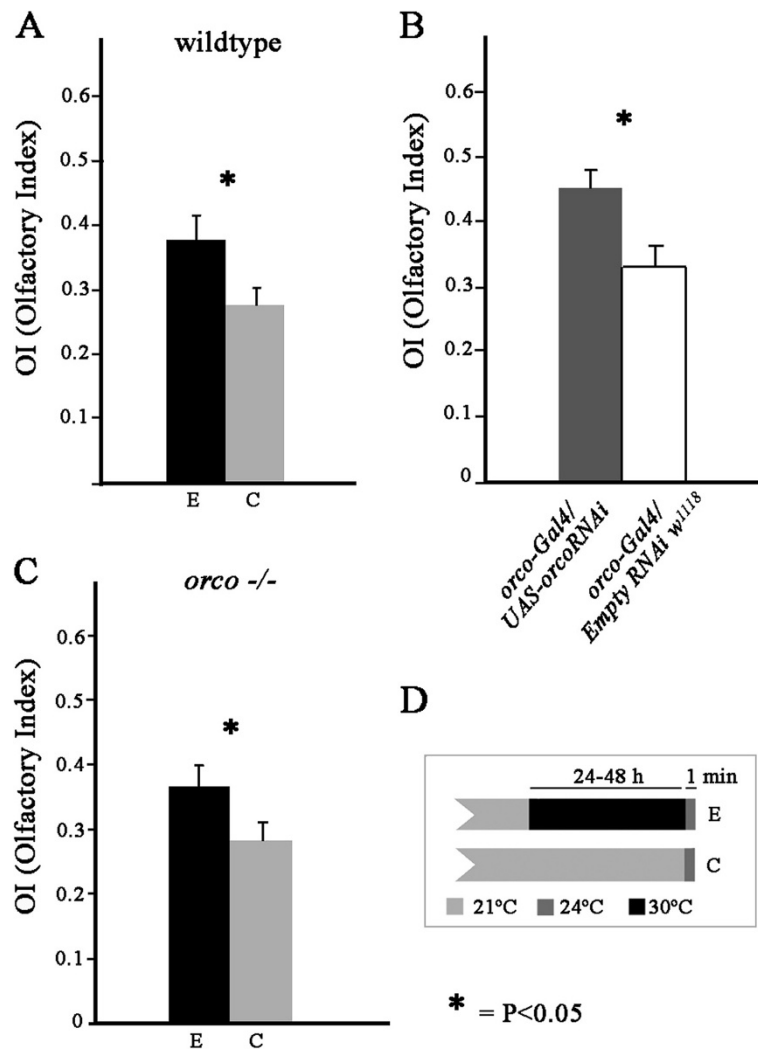 A
wildtype
OI (Olfactory Index)
0.6
0.5
0.4
0.3
0.2
0.1
E C
*
B
OI (Olfactory Index)
0.6
0.5
0.4
0.3
0.2
0.1
0
*
orco-Gal4/
UAS-orcoRNAi
orco-Gal4/
Empty RNAi w1118
C
orco -/-
OI (Olfactory Index)
0.6
0.5
0.4
0.3
0.2
0.1
0
*
E C
D
24-48 h 1 min
E
C
21ºC 24ºC 30ºC
* = P<0.05